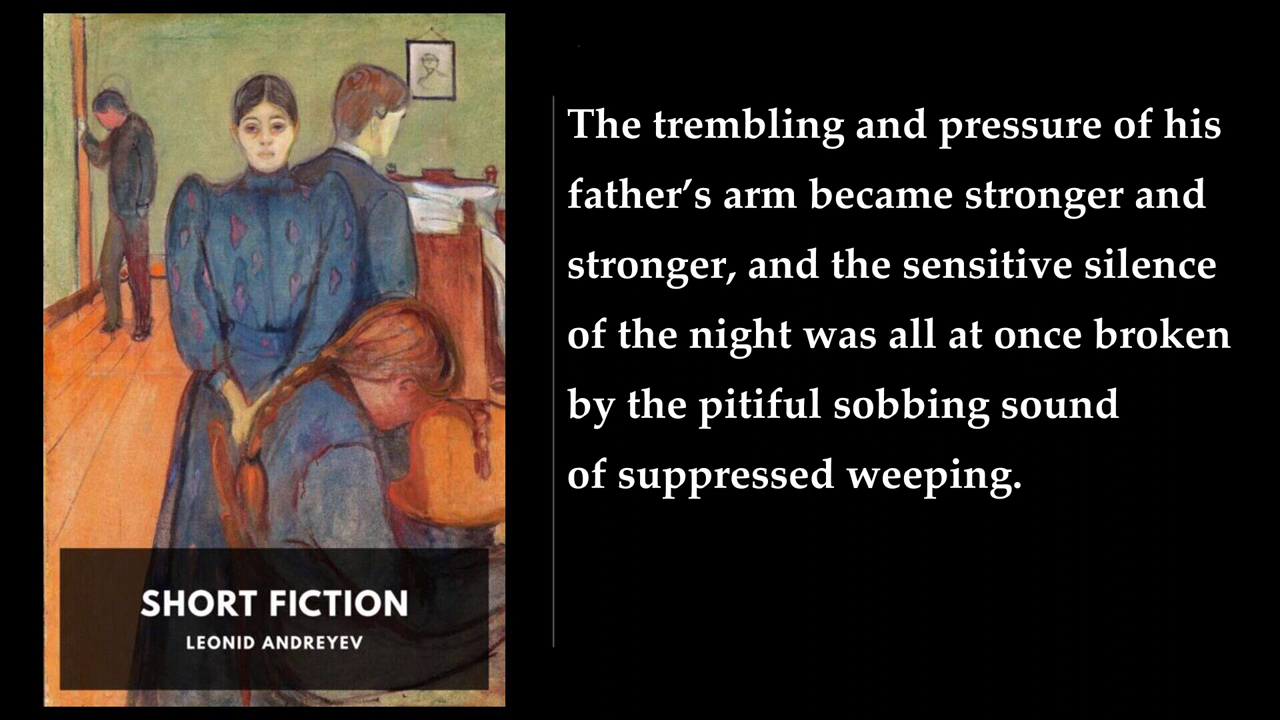 The trembling and pressure of his
father’s arm became stronger and
stronger, and the sensitive silence
of the night was all at once broken
by the pitiful sobbing sound
of suppressed weeping.
SHORT FICTION
LEONID ANDREYEV